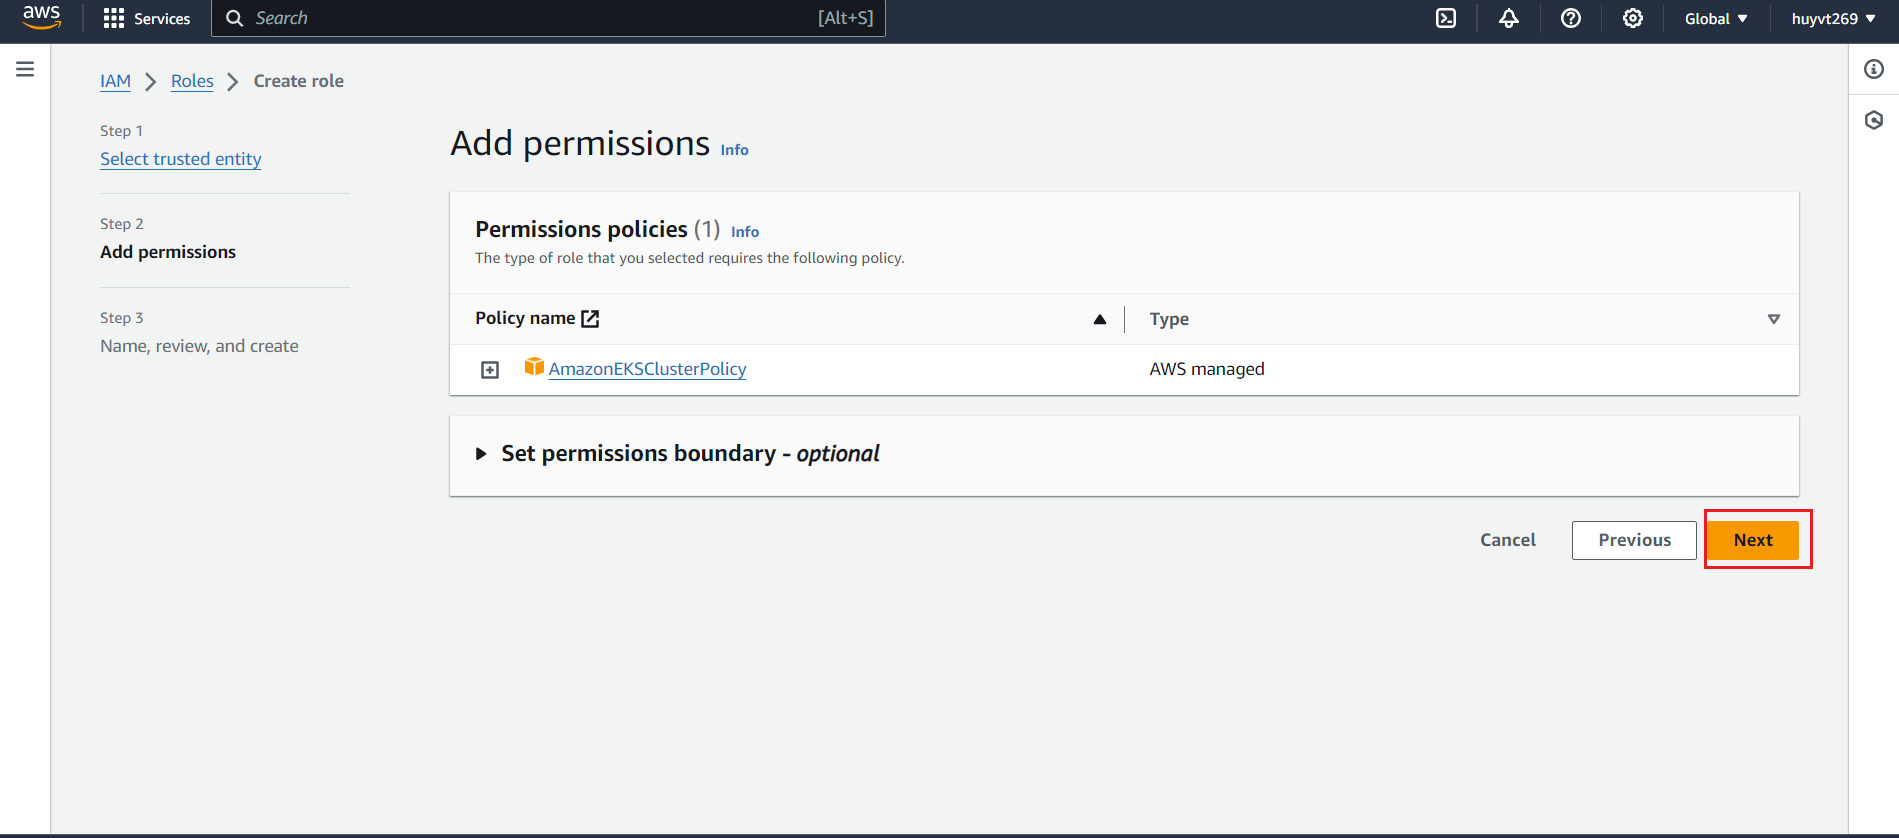 aws Services Search [Alt+S] Global huyvt269
IAM Roles Create role
Step 1
Select trusted entity
Step 2
Add permissions
Step 3
Name, review, and create
Add permissions Info
Permissions policies (1) Info
The type of role that you selected requires the following policy.
Policy name Type
AmazonEKSClusterPolicy AWS managed
Set permissions boundary - optional
Cancel Previous Next